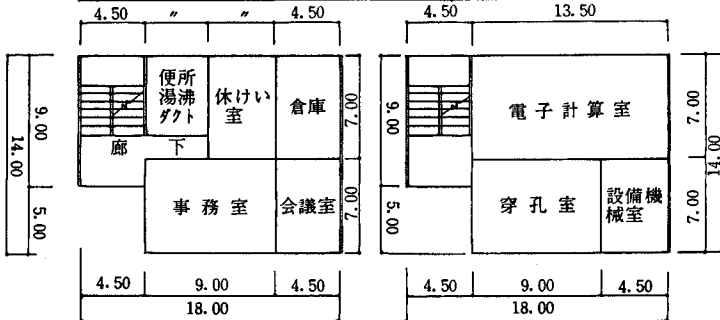 4.50 〃 〃 4.50
4.50 13.50
便所
湯沸
ダクト
休けい
室
倉庫
廊下
事務室
会議室
9.00
5.00
14.00
7.00
7.00
4.50 9.00 4.50
18.00
電子計算室
穿孔室
設備機
械室
9.00
5.00
7.00
7.00
14.00
4.50 9.00 4.50
18.00